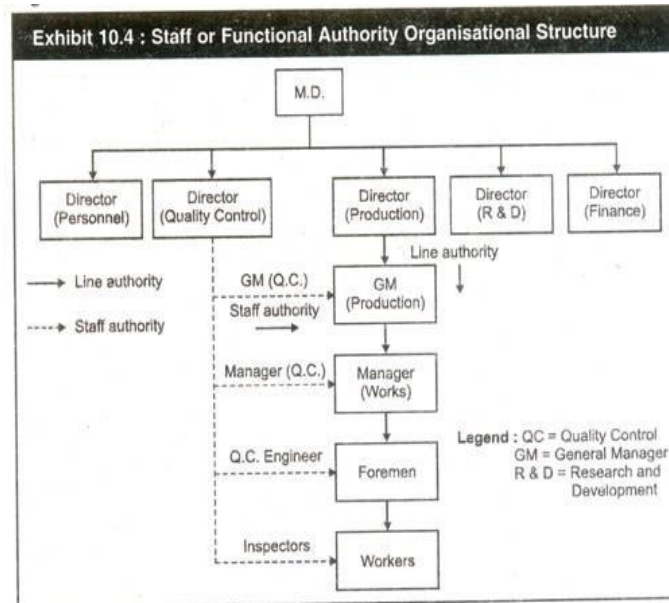 Exhibit 10.4 : Staff or Functional Authority Organisational Structure
M.D.
Director
(Personnel)
Director
(Quality Control)
Director
(Production)
Director
(R & D)
Director
(Finance)
Line authority
Line authority
Staff authority
GM (Q.C.)
Staff authority
GM
(Production)
Manager (Q.C.)
Manager
(Works)
Q.C. Engineer
Foremen
Inspectors
Workers
Legend : QC = Quality Control
GM = General Manager
R & D = Research and
Development